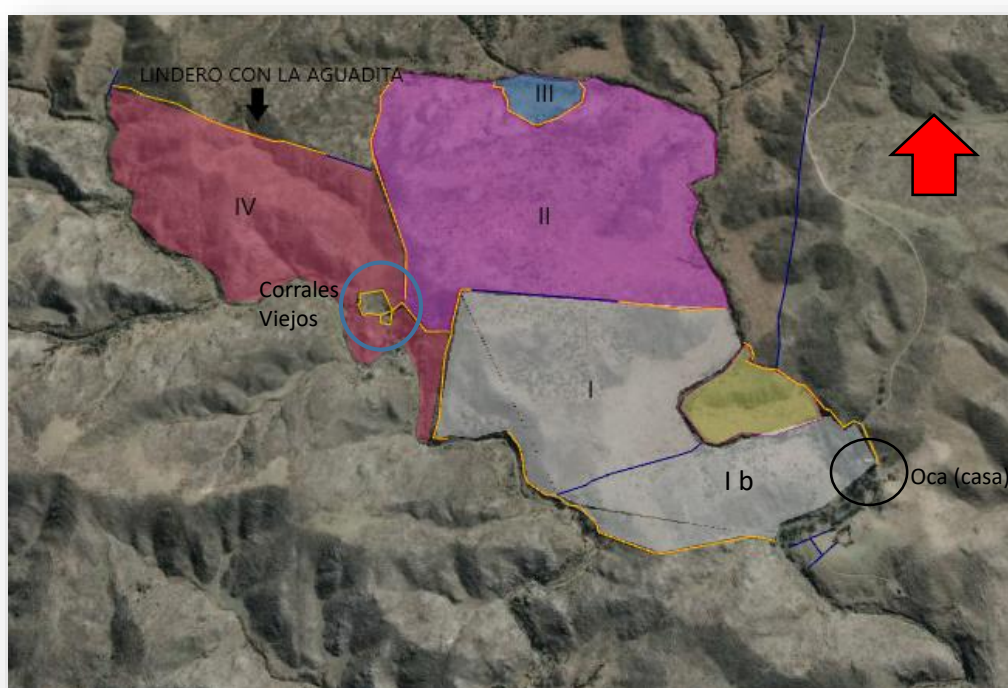 LINDERO CON LA AGUADITA
III
IV
II
Corrales
Viejos
I
I b
Oca (casa)